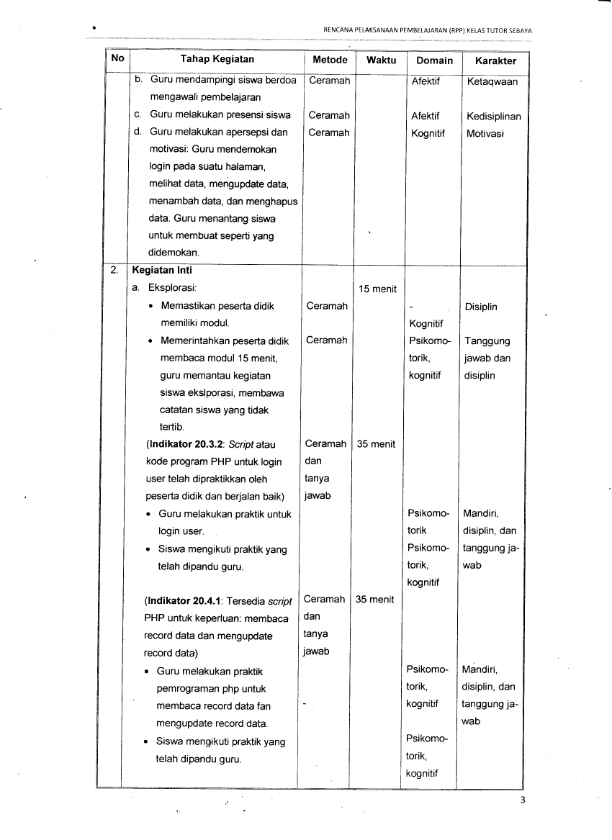 RENCANA PELAKSANAAN PEMBELAJARAN (RPP) KELAS TUTOR SEBAYA
No Tahap Kegiatan Metode Waktu Domain Karakter
b. Guru mendampingi siswa berdoa Ceramah Afektif Ketaqwaan
mengawali pembelajaran
c. Guru melakukan presensi siswa Ceramah Afektif Kedisiplinan
d. Guru melakukan apersepsi dan Ceramah Kognitif Motivasi
motivasi: Guru mendemokan
login pada suatu halaman,
melihat data, mengupdate data,
menambah data, dan menghapus
data. Guru menantang siswa
untuk membuat seperti yang
didemokan.
2. Kegiatan Inti
a. Eksplorasi: 15 menit
• Memastikan peserta didik Ceramah - Disiplin
memiliki modul. Kognitif
• Memerintahkan peserta didik Ceramah Psikomo- Tanggung
membaca modul 15 menit, torik, jawab dan
guru memantau kegiatan kognitif disiplin
siswa ekslporasi, membawa
catatan siswa yang tidak
tertib.
(Indikator 20.3.2: Script atau Ceramah 35 menit
kode program PHP untuk login dan
user telah dipraktikkan oleh tanya
peserta didik dan berjalan baik) jawab
• Guru melakukan praktik untuk Psikomo- Mandiri,
login user. torik disiplin, dan
• Siswa mengikuti praktik yang Psikomo- tanggung ja-
telah dipandu guru. torik, wab
kognitif
(Indikator 20.4.1: Tersedia script Ceramah 35 menit
PHP untuk keperluan: membaca dan
record data dan mengupdate tanya
record data) jawab
• Guru melakukan praktik Psikomo- Mandiri,
pemrograman php untuk torik, disiplin, dan
membaca record data fan kognitif tanggung ja-
mengupdate record data. wab
• Siswa mengikuti praktik yang Psikomo-
telah dipandu guru. torik,
kognitif
3